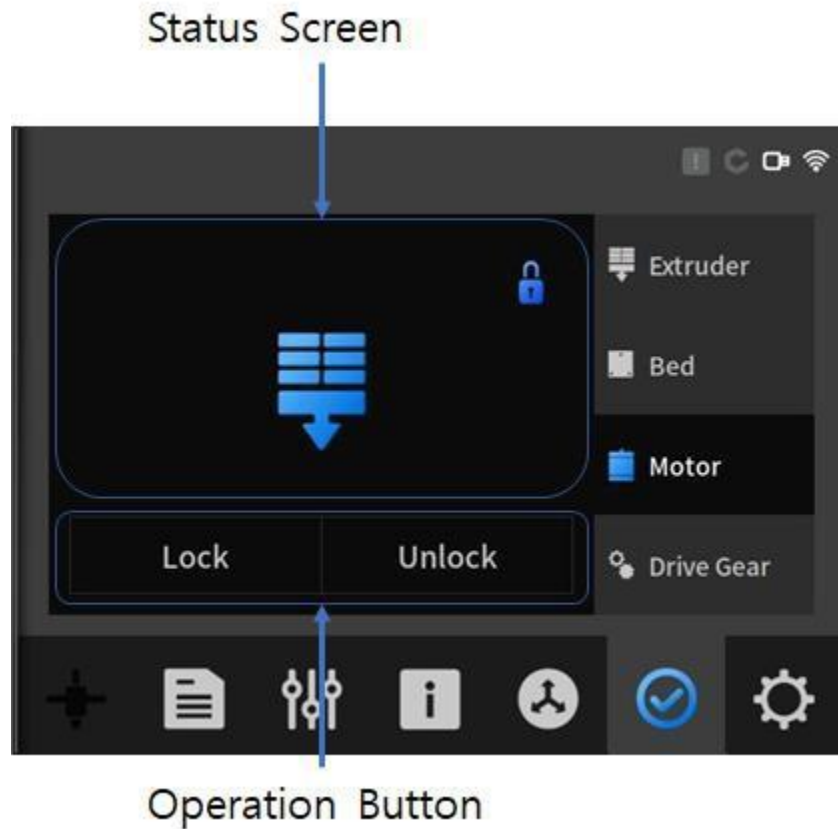 Status Screen
Extruder
Bed
Motor
Lock Unlock Drive Gear
Operation Button